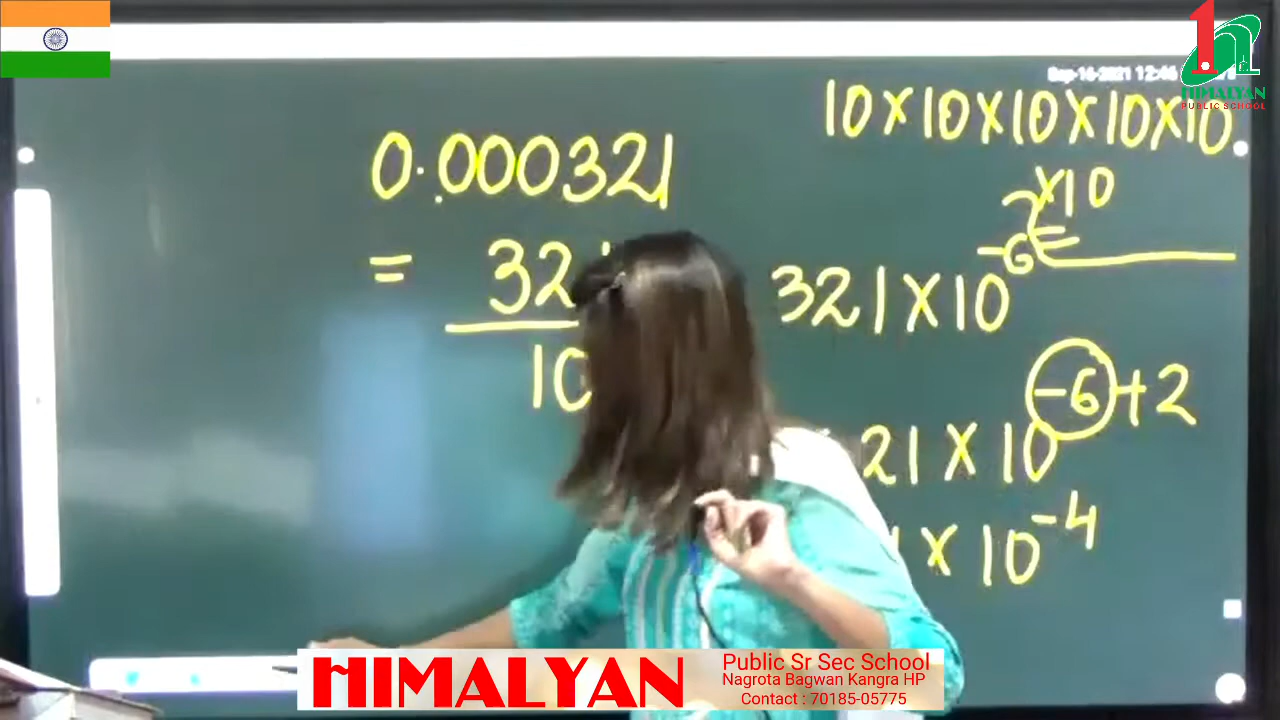 Sep-16-2021 12:46
HIMALYAN
PUBLIC SCHOOL
10×10×10×10×10
×10
0.000321
= 32
10
321×10⁻⁶
21×10⁻⁶⁺²
×10⁻⁴
HIMALYAN
Public Sr Sec School
Nagrota Bagwan Kangra HP
Contact : 70185-05775